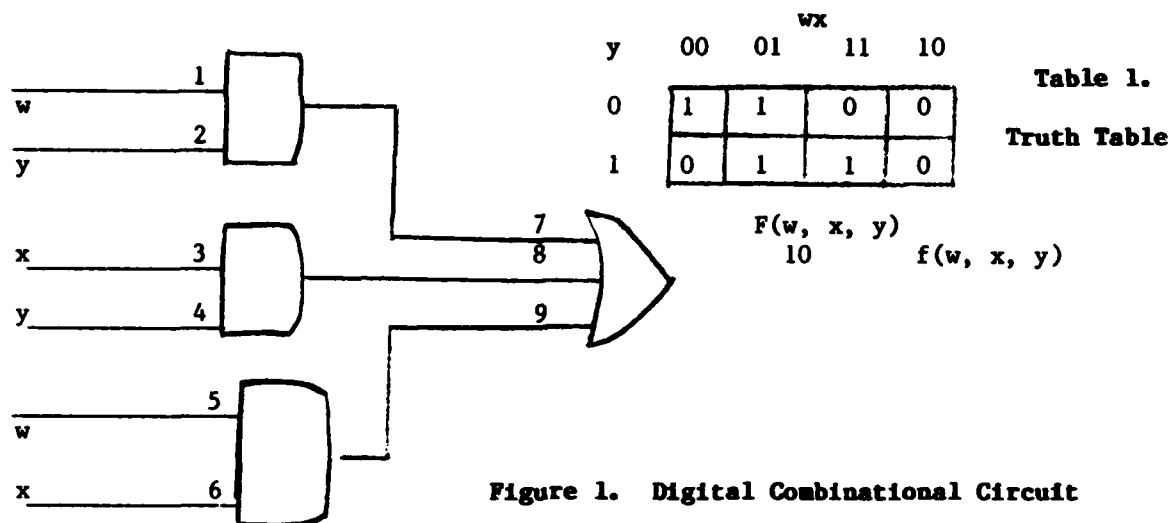 1
w
2
y
x 3
y 4
5
w
x 6
7
8
9
wx
y 00 01 11 10
0 1 1 0 0
1 0 1 1 0
Table 1.
Truth Table
F(w, x, y)
10 f(w, x, y)
Figure 1. Digital Combinational Circuit